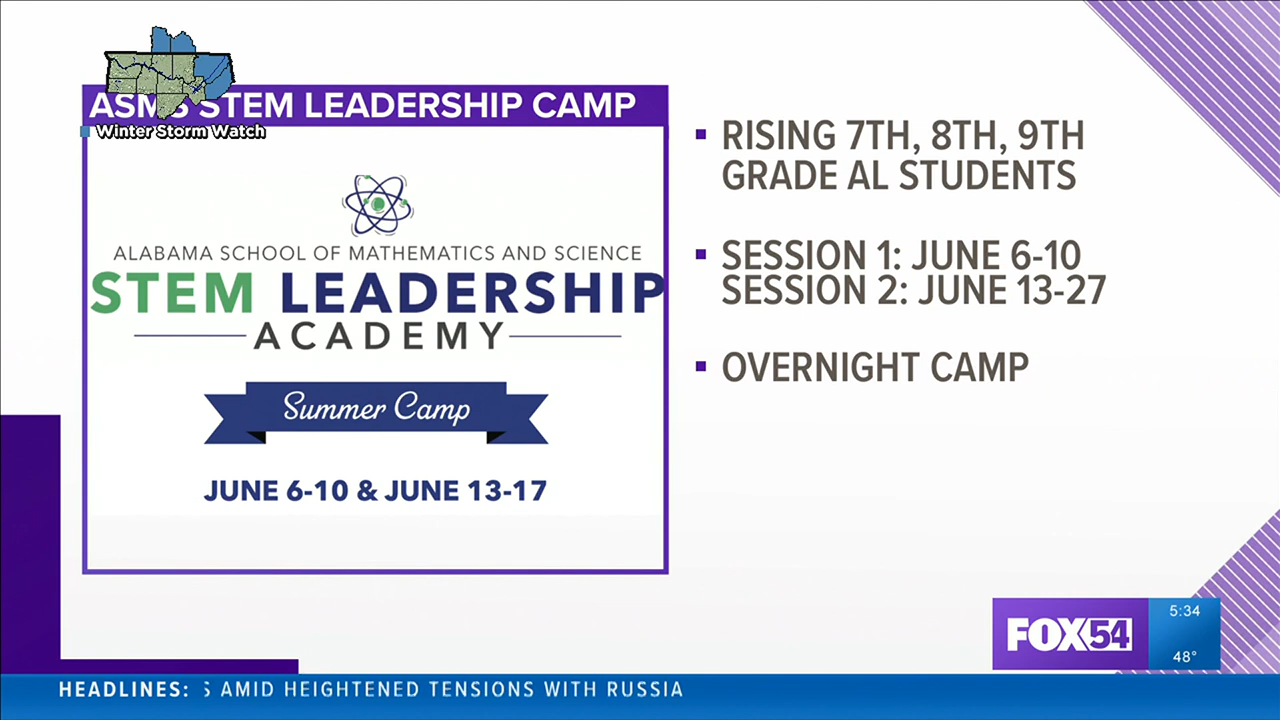 ASMS STEM LEADERSHIP CAMP
Winter Storm Watch
ALABAMA SCHOOL OF MATHEMATICS AND SCIENCE
STEM LEADERSHIP
ACADEMY
Summer Camp
JUNE 6-10 & JUNE 13-17
RISING 7TH, 8TH, 9TH
GRADE AL STUDENTS
SESSION 1: JUNE 6-10
SESSION 2: JUNE 13-27
OVERNIGHT CAMP
FOX 54
5:34
48°
HEADLINES: S AMID HEIGHTENED TENSIONS WITH RUSSIA